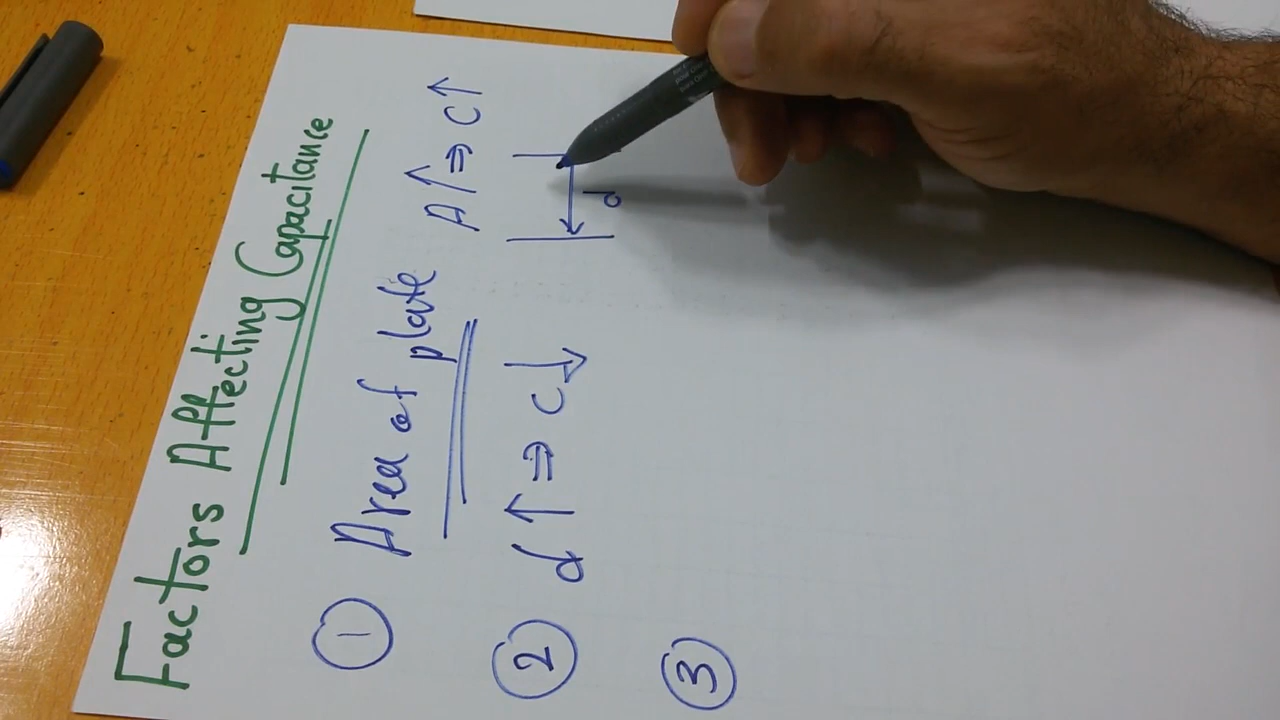 Factors Affecting Capacitance
① Area of plate A↑ ⇒ C↑
② d↑ ⇒ C↓ d
③